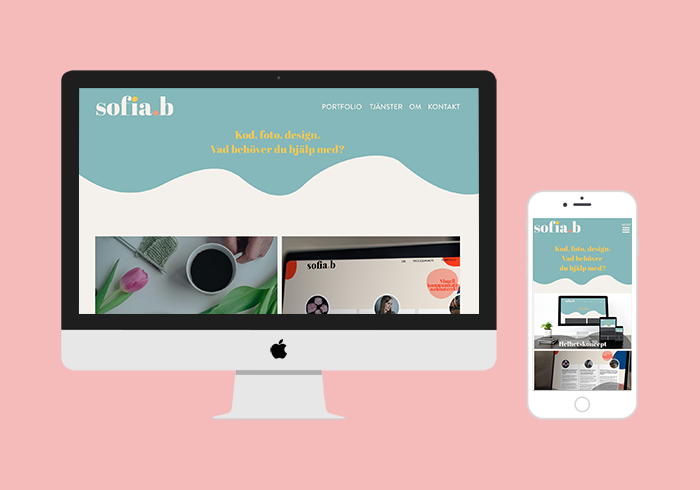 sofia.b
PORTFOLIO TJÄNSTER OM KONTAKT
Kod, foto, design.
Vad behöver du hjälp med?
sofia.b
sofia.b
Kod, foto, design.
Vad behöver
du hjälp med?
Helhetskoncept